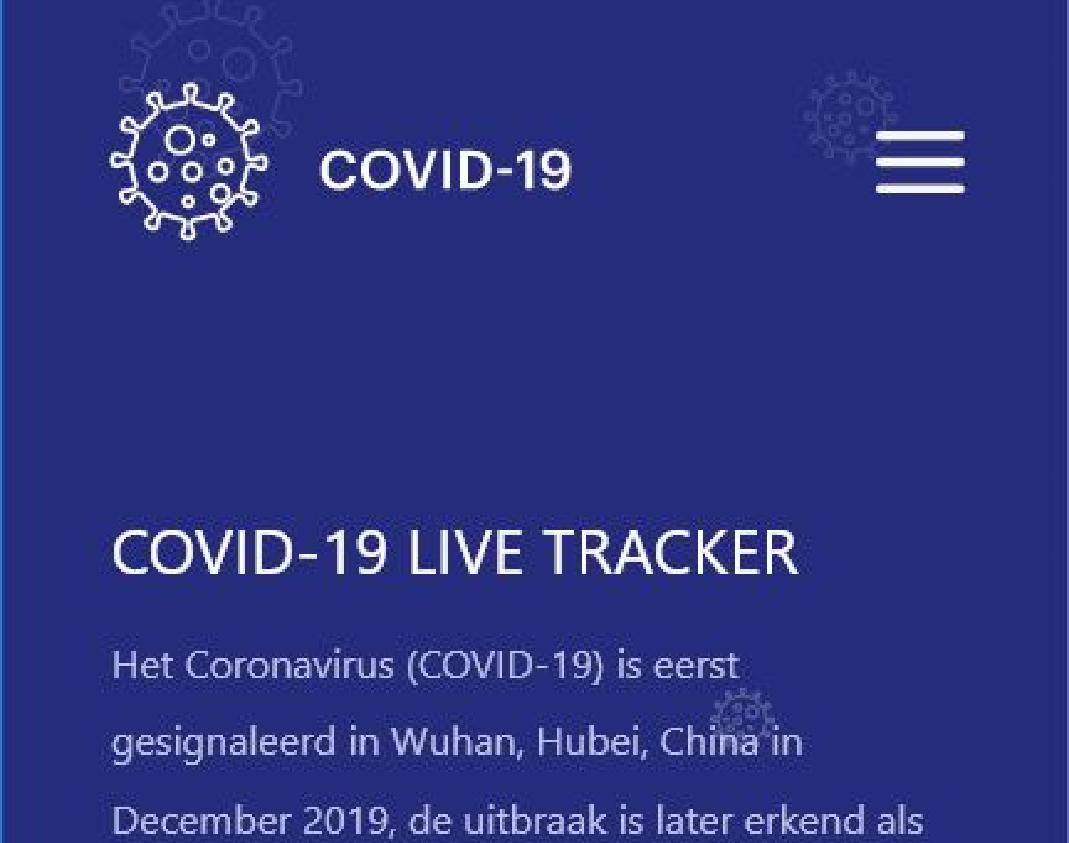 COVID-19
COVID-19 LIVE TRACKER
Het Coronavirus (COVID-19) is eerst
gesignaleerd in Wuhan, Hubei, China in
December 2019, de uitbraak is later erkend als